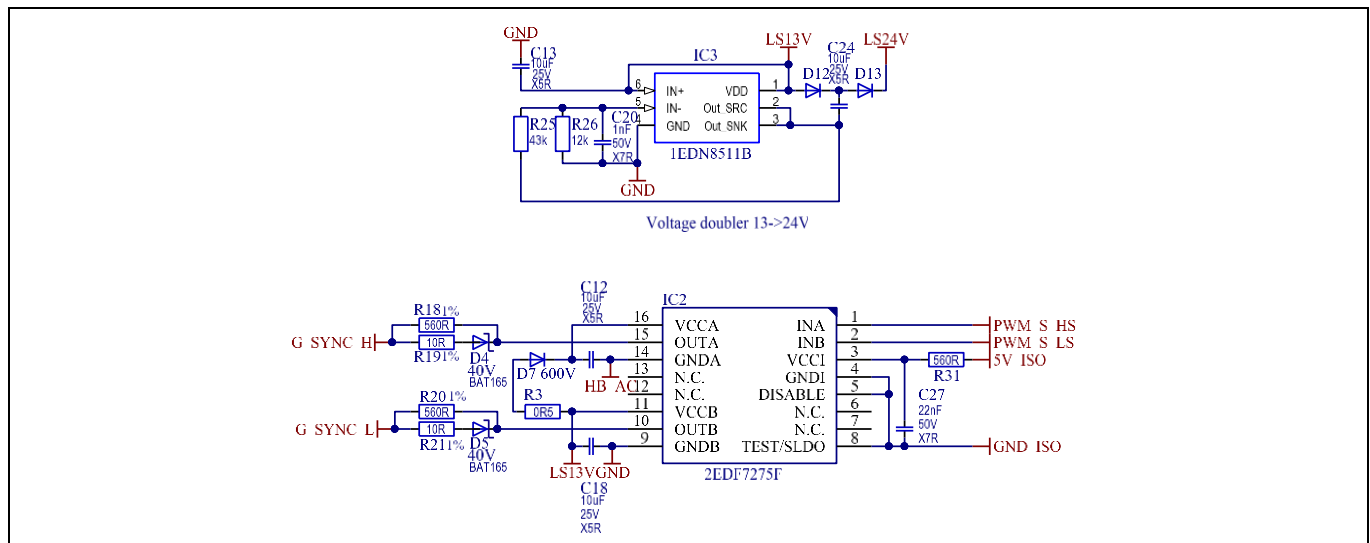 GND
C13
10uF
25V
X5R
IC3
LS13V
LS24V
C24
10uF
25V
X5R
D12
D13
6
IN+
VDD
1
5
IN-
Out_SRC
2
4
GND
Out_SNK
3
R25
43k
R26
12k
C20
1nF
50V
X7R
1EDN8511B
GND
Voltage doubler 13->24V
C12
10uF
25V
X5R
IC2
R18 1%
560R
G_SYNC_H
10R
R19 1%
D4
40V
BAT165
16
VCCA
INA
1
PWM_S_HS
15
OUTA
INB
2
PWM_S_LS
14
GNDA
VCCI
3
560R
5V_ISO
R31
13
N.C.
GNDI
4
D7 600V
HB_AC
12
N.C.
DISABLE
5
R3
0R5
11
VCCB
N.C.
6
C27
22nF
50V
X7R
R20 1%
560R
G_SYNC_L
10R
R21 1%
D5
40V
BAT165
10
OUTB
N.C.
7
9
GNDB
TEST/SLDO
8
GND_ISO
LS13V
GND
2EDF7275F
C18
10uF
25V
X5R